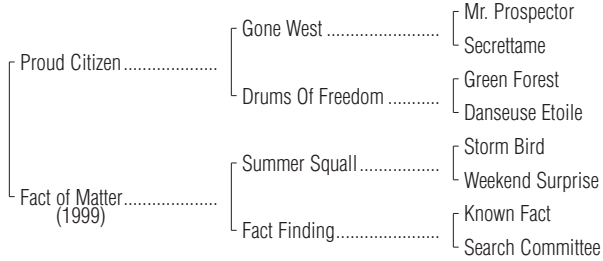 Mr. Prospector
Gone West
Secrettame
Proud Citizen
Green Forest
Drums Of Freedom
Danseuse Etoile
Storm Bird
Summer Squall
Weekend Surprise
Fact of Matter
(1999)
Known Fact
Fact Finding
Search Committee